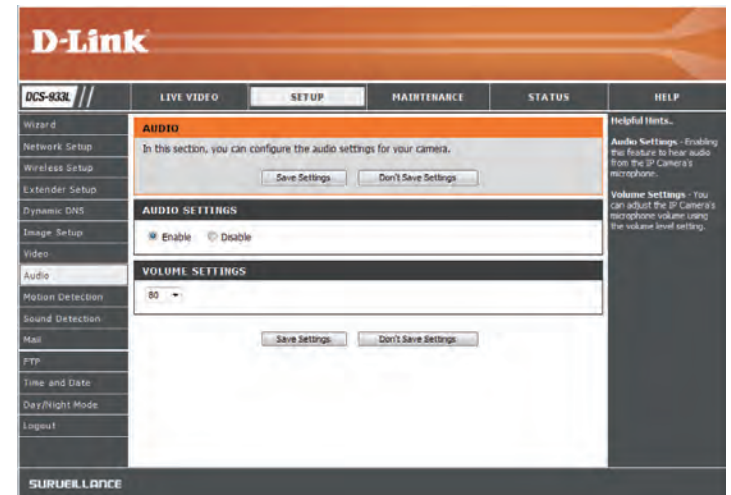 D-Link
DCS-933L
LIVE VIDEO SETUP MAINTENANCE STATUS HELP
Wizard
Network Setup
Wireless Setup
Extender Setup
Dynamic DNS
Image Setup
Video
Audio
Motion Detection
Sound Detection
Mail
FTP
Time and Date
Day/Night Mode
Logout
AUDIO
In this section, you can configure the audio settings for your camera.
Save Settings Don't Save Settings
AUDIO SETTINGS
Enable Disable
VOLUME SETTINGS
80
Save Settings Don't Save Settings
Helpful Hints..
Audio Settings - Enabling
this feature to hear audio
from the IP Camera's
microphone.
Volume Settings - You
can adjust the IP Camera's
microphone volume using
the volume level setting.
SURVEILLANCE